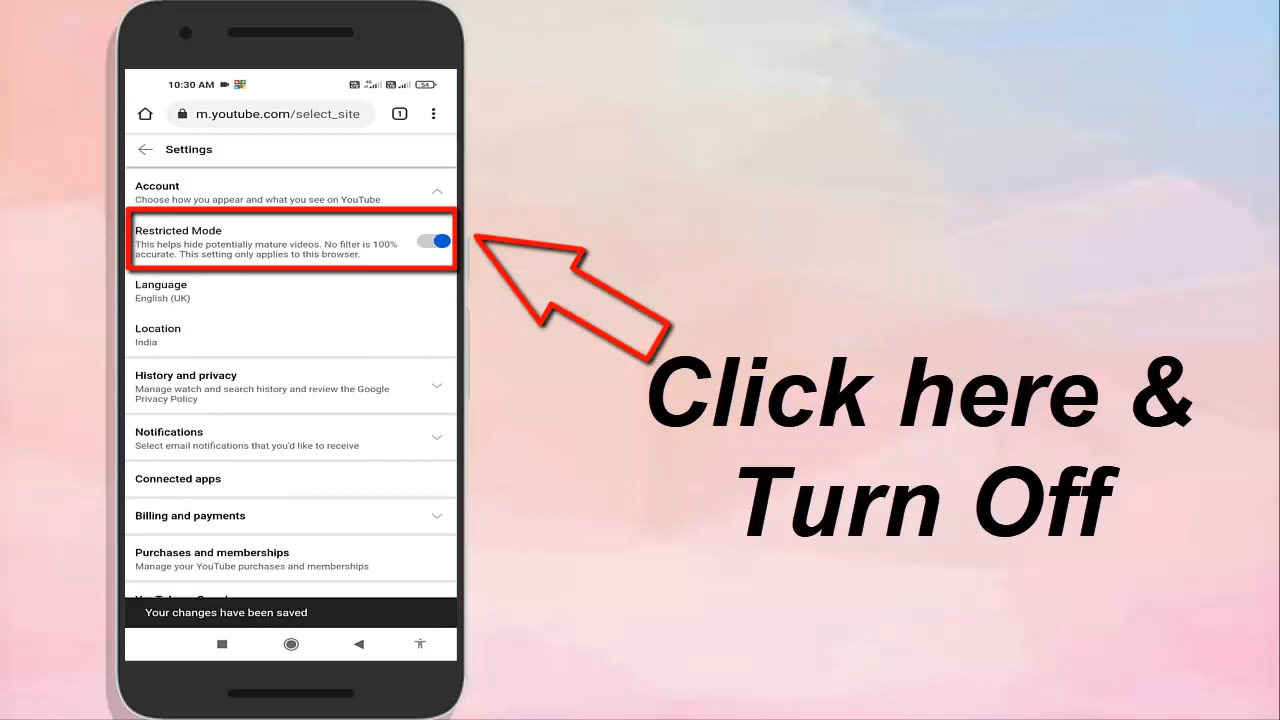 10:30 AM
54
m.youtube.com/select_site
1
Settings
Account
Choose how you appear and what you see on YouTube
Restricted Mode
This helps hide potentially mature videos. No filter is 100%
accurate. This setting only applies to this browser.
Language
English (UK)
Location
India
History and privacy
Manage watch and search history and review the Google
Privacy Policy
Notifications
Select email notifications that you'd like to receive
Connected apps
Billing and payments
Purchases and memberships
Manage your YouTube purchases and memberships
Your changes have been saved
Click here &
Turn Off